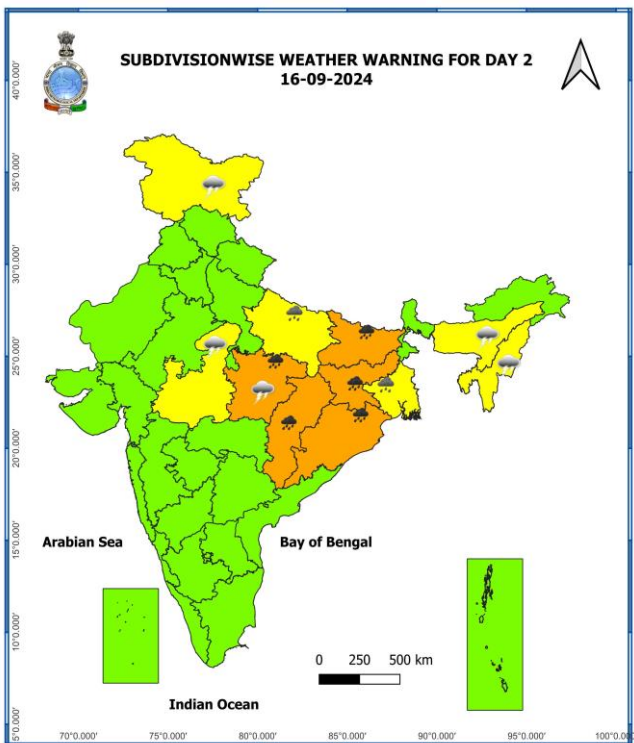 SUBDIVISIONWISE WEATHER WARNING FOR DAY 2
16-09-2024
40°0.000'
35°0.000'
30°0.000'
25°0.000'
20°0.000'
15°0.000'
10°0.000'
5°0.000'
Arabian Sea
Bay of Bengal
0 250 500 km
Indian Ocean
70°0.000' 75°0.000' 80°0.000' 85°0.000' 90°0.000' 95°0.000' 100°0.000'